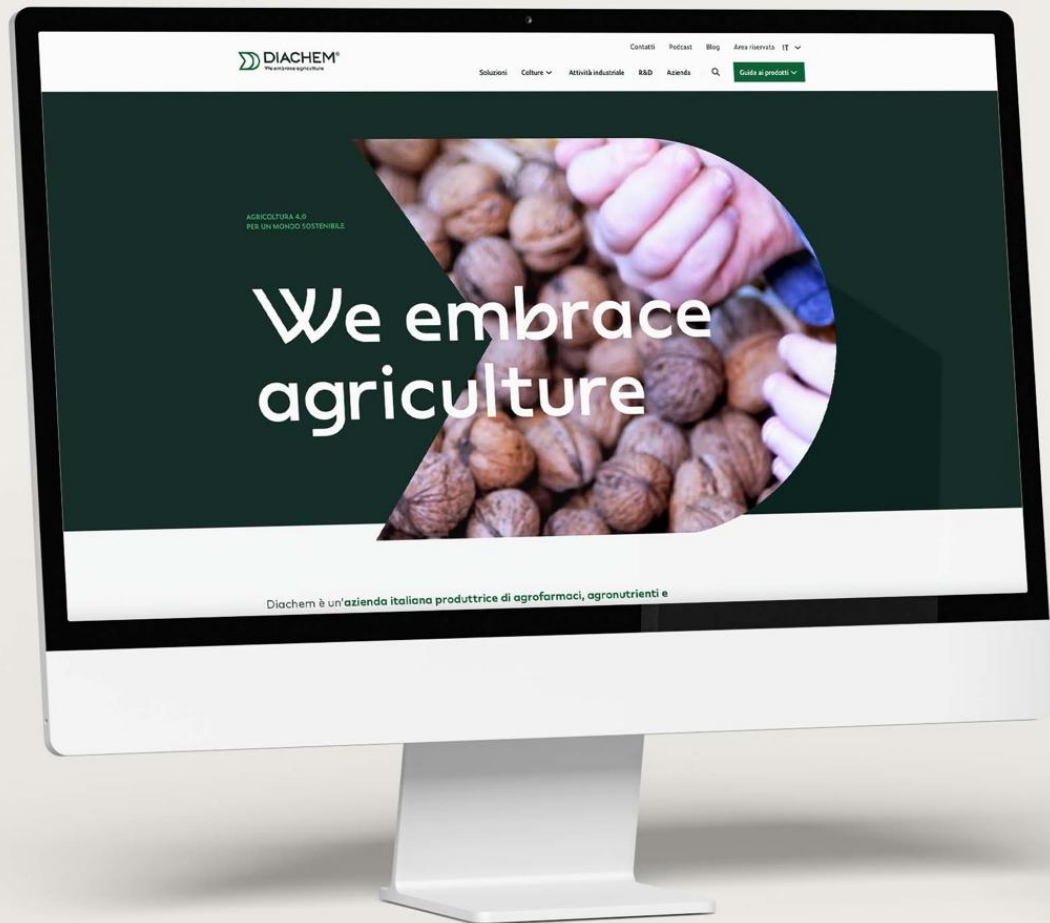 DIACHEM®
We embrace agriculture
Contatti Podcast Blog Area riservata IT
Soluzioni Colture Attività industriale R&D Azienda Guida ai prodotti
AGRICOLTURA 4.0
PER UN MONDO SOSTENIBILE
We embrace
agriculture
Diachem è un'azienda italiana produttrice di agrofarmaci, agronutrienti e